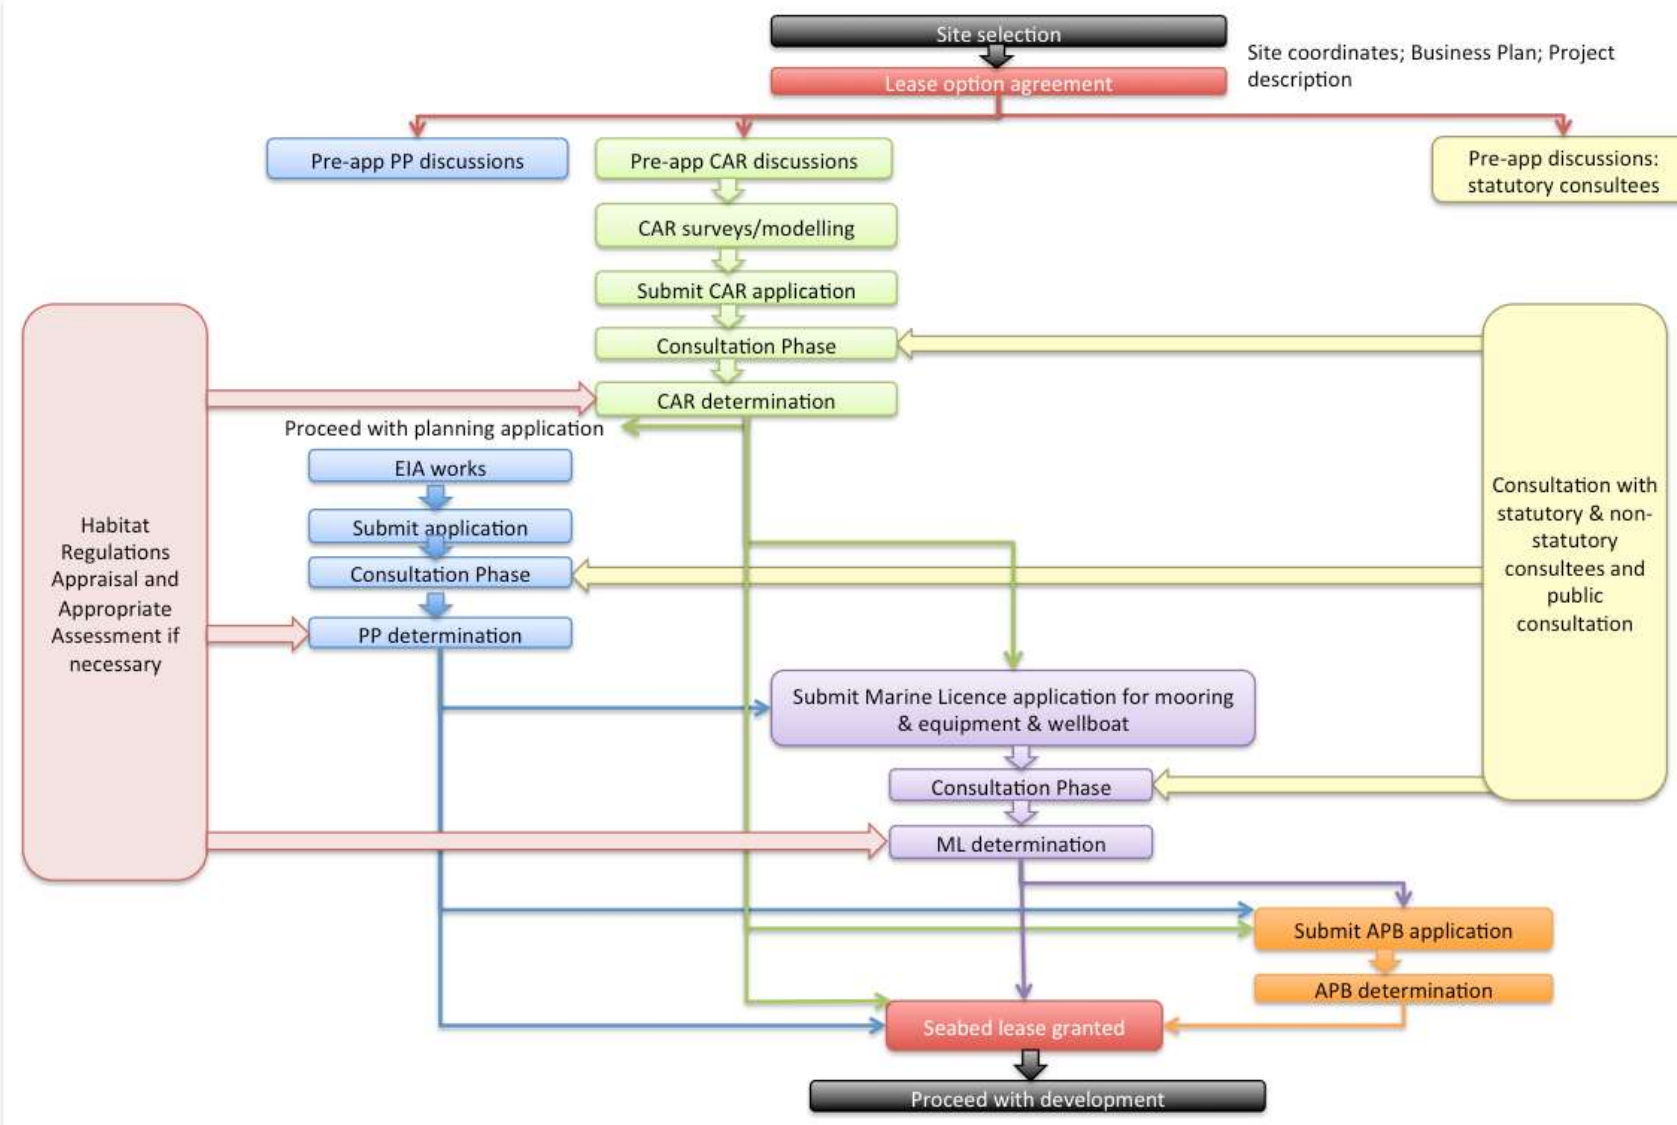 Site selection
Site coordinates; Business Plan; Project
description
Lease option agreement
Pre-app PP discussions
Pre-app CAR discussions
Pre-app discussions:
statutory consultees
CAR surveys/modelling
Submit CAR application
Consultation Phase
CAR determination
Proceed with planning application
EIA works
Submit application
Consultation Phase
PP determination
Habitat
Regulations
Appraisal and
Appropriate
Assessment if
necessary
Consultation with
statutory & non-
statutory
consultees and
public
consultation
Submit Marine Licence application for mooring
& equipment & wellboat
Consultation Phase
ML determination
Submit APB application
APB determination
Seabed lease granted
Proceed with development